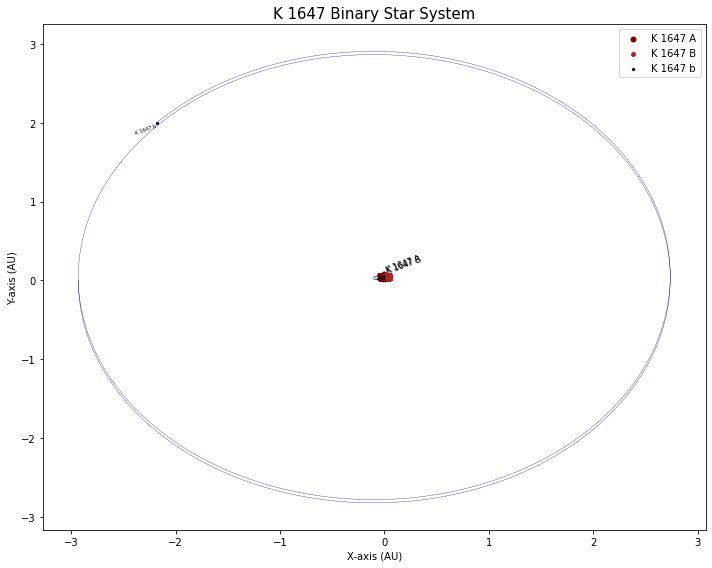 K 1647 Binary Star System
K 1647 A
K 1647 B
K 1647 b
3
2
1
0
−1
−2
−3
Y-axis (AU)
K 1647 b
K 1647
−3
−2
−1
0
1
2
3
X-axis (AU)